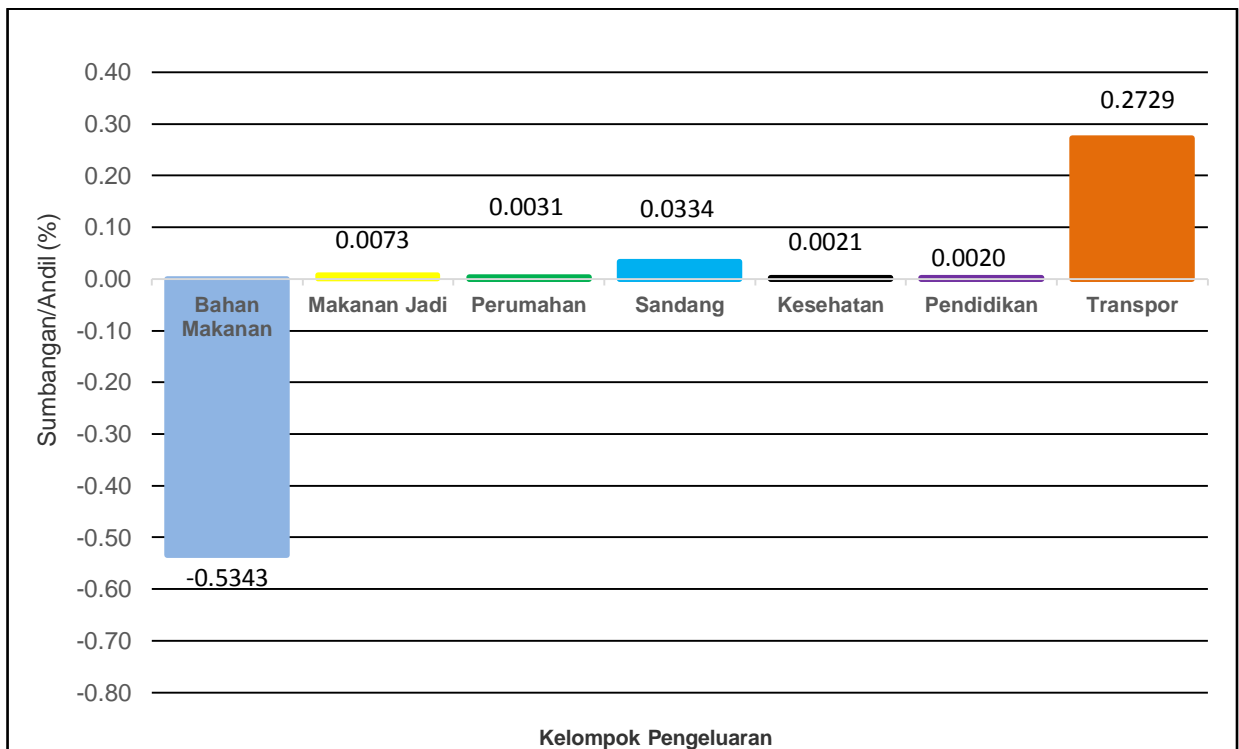 0.40
0.30
0.20
0.10
0.00
-0.10
-0.20
-0.30
-0.40
-0.50
-0.60
-0.70
-0.80
Sumbangan/Andil (%)
-0.5343
0.0073
0.0031
0.0334
0.0021
0.0020
0.2729
Bahan
Makanan
Makanan Jadi
Perumahan
Sandang
Kesehatan
Pendidikan
Transpor
Kelompok Pengeluaran